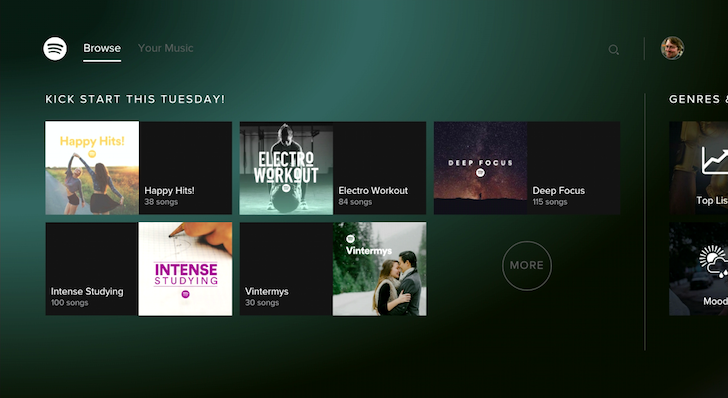 Browse
Your Music
KICK START THIS TUESDAY!
GENRES &
Happy Hits!
Happy Hits!
38 songs
ELECTRO
WORKOUT
Electro Workout
84 songs
DEEP FOCUS
Deep Focus
115 songs
Top Lis
Intense Studying
100 songs
INTENSE
STUDYING
Vintermys
30 songs
Vintermys
MORE
Mood